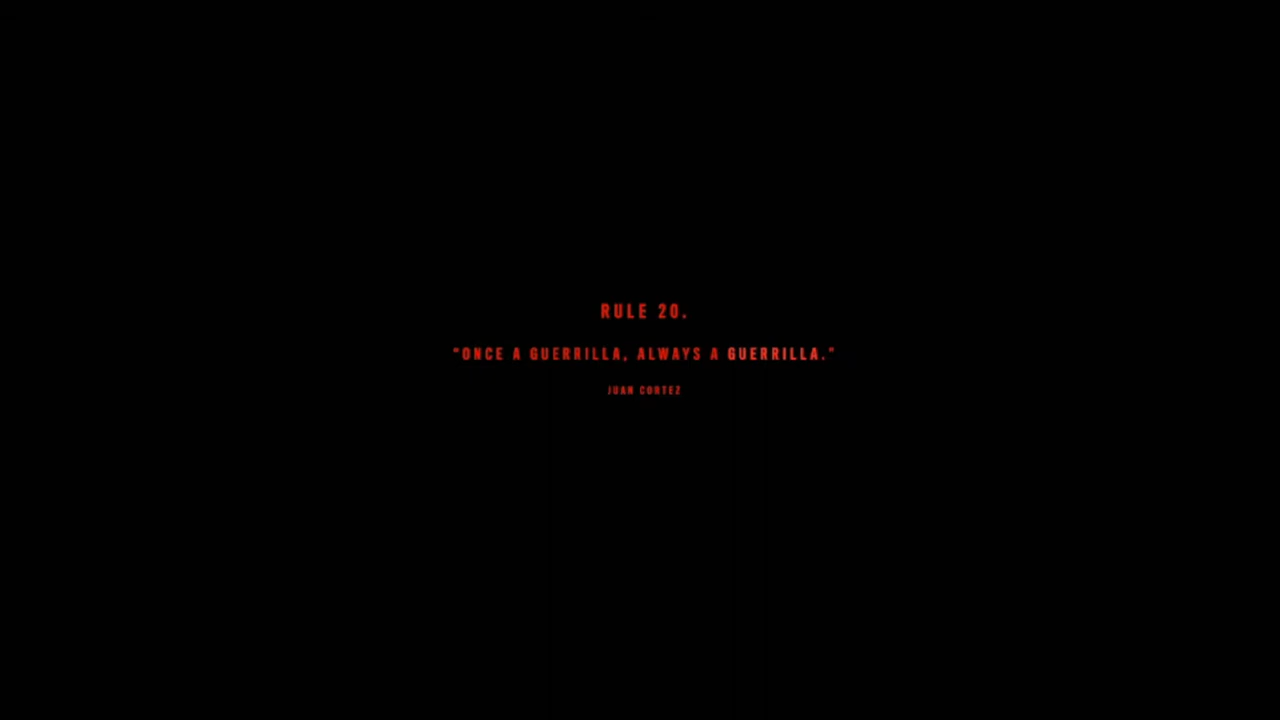 RULE 20.
"ONCE A GUERRILLA, ALWAYS A GUERRILLA."
JUAN CORTEZ